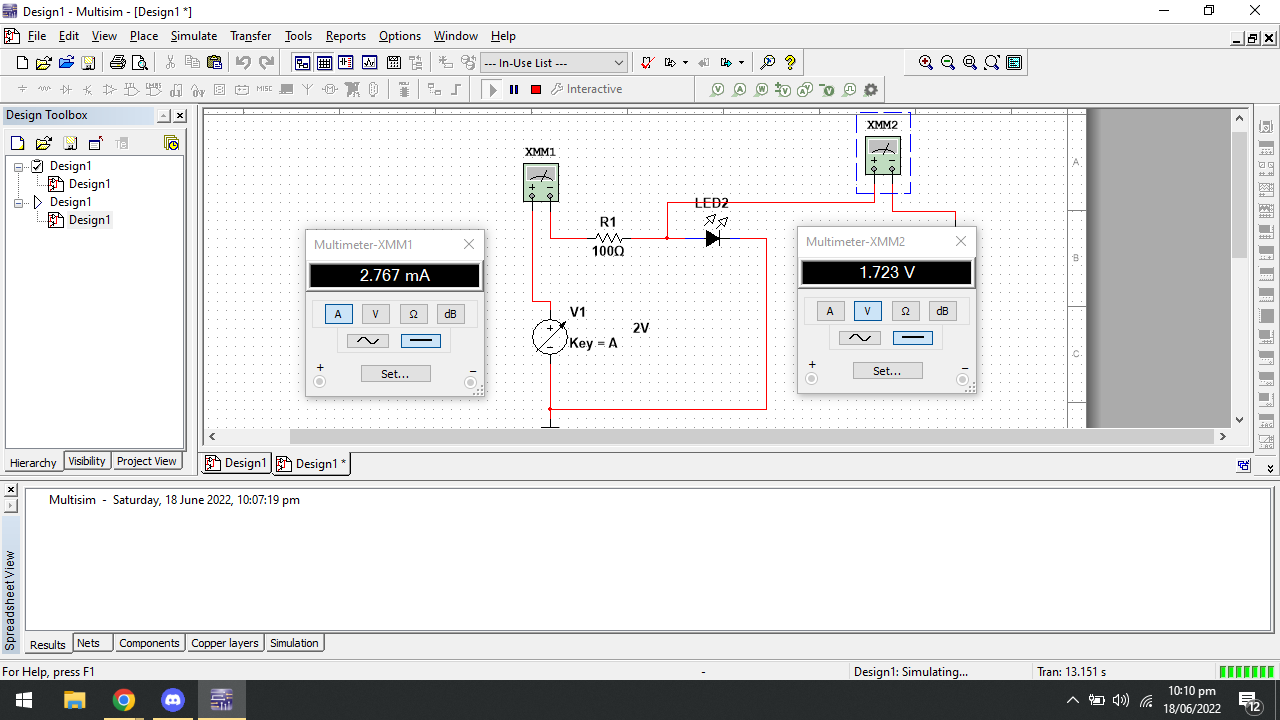 Design1 - Multisim - [Design1 *]
File Edit View Place Simulate Transfer Tools Reports Options Window Help
--- In-Use List ---
Interactive
Design Toolbox
Design1
Design1
Design1
Design1
Hierarchy Visibility Project View
XMM1
XMM2
LED2
R1
100Ω
V1
2V
Key = A
A
B
C
Multimeter-XMM1
2.767 mA
A V Ω dB
+ Set... −
Multimeter-XMM2
1.723 V
A V Ω dB
+ Set... −
Design1 Design1 *
Multisim - Saturday, 18 June 2022, 10:07:19 pm
Spreadsheet View
Results Nets Components Copper layers Simulation
For Help, press F1 - Design1: Simulating... Tran: 13.151 s
10:10 pm
18/06/2022
12